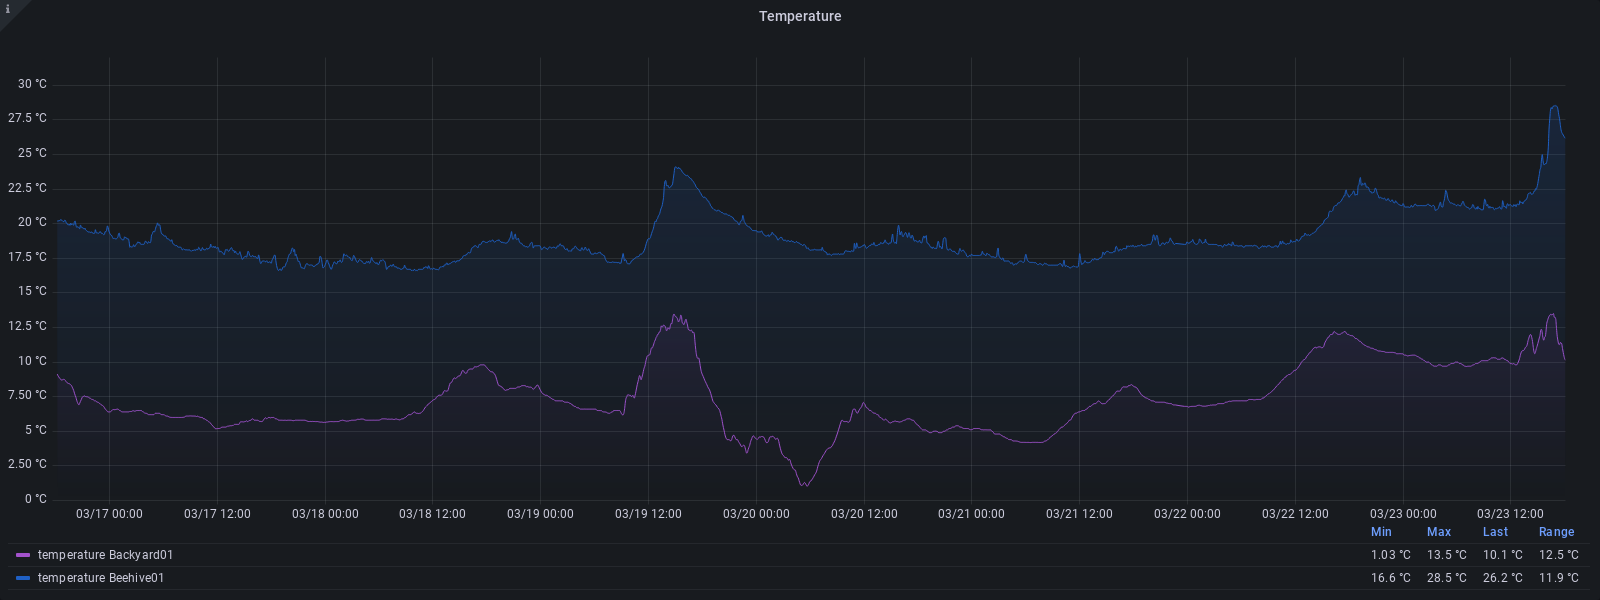 i
Temperature
30 °C
27.5 °C
25 °C
22.5 °C
20 °C
17.5 °C
15 °C
12.5 °C
10 °C
7.50 °C
5 °C
2.50 °C
0 °C
03/17 00:00 03/17 12:00 03/18 00:00 03/18 12:00 03/19 00:00 03/19 12:00 03/20 00:00 03/20 12:00 03/21 00:00 03/21 12:00 03/22 00:00 03/22 12:00 03/23 00:00 03/23 12:00
Min Max Last Range
temperature Backyard01 1.03 °C 13.5 °C 10.1 °C 12.5 °C
temperature Beehive01 16.6 °C 28.5 °C 26.2 °C 11.9 °C